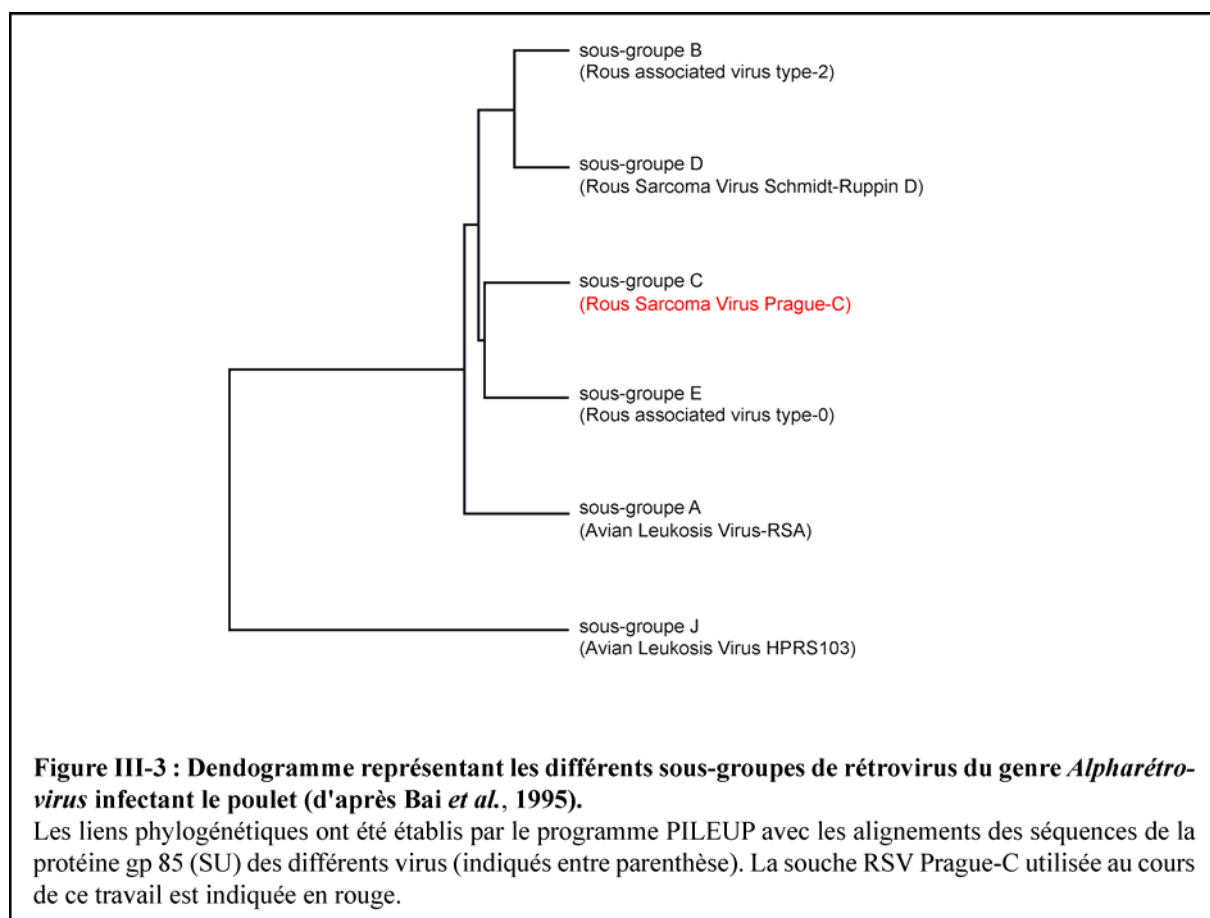 sous-groupe B
(Rous associated virus type-2)
sous-groupe D
(Rous Sarcoma Virus Schmidt-Ruppin D)
sous-groupe C
(Rous Sarcoma Virus Prague-C)
sous-groupe E
(Rous associated virus type-0)
sous-groupe A
(Avian Leukosis Virus-RSA)
sous-groupe J
(Avian Leukosis Virus HPRS103)
Figure III-3 : Dendogramme représentant les différents sous-groupes de rétrovirus du genre Alpharétro-
virus infectant le poulet (d'après Bai et al., 1995).
Les liens phylogénétiques ont été établis par le programme PILEUP avec les alignements des séquences de la
protéine gp 85 (SU) des différents virus (indiqués entre parenthèse). La souche RSV Prague-C utilisée au cours
de ce travail est indiquée en rouge.